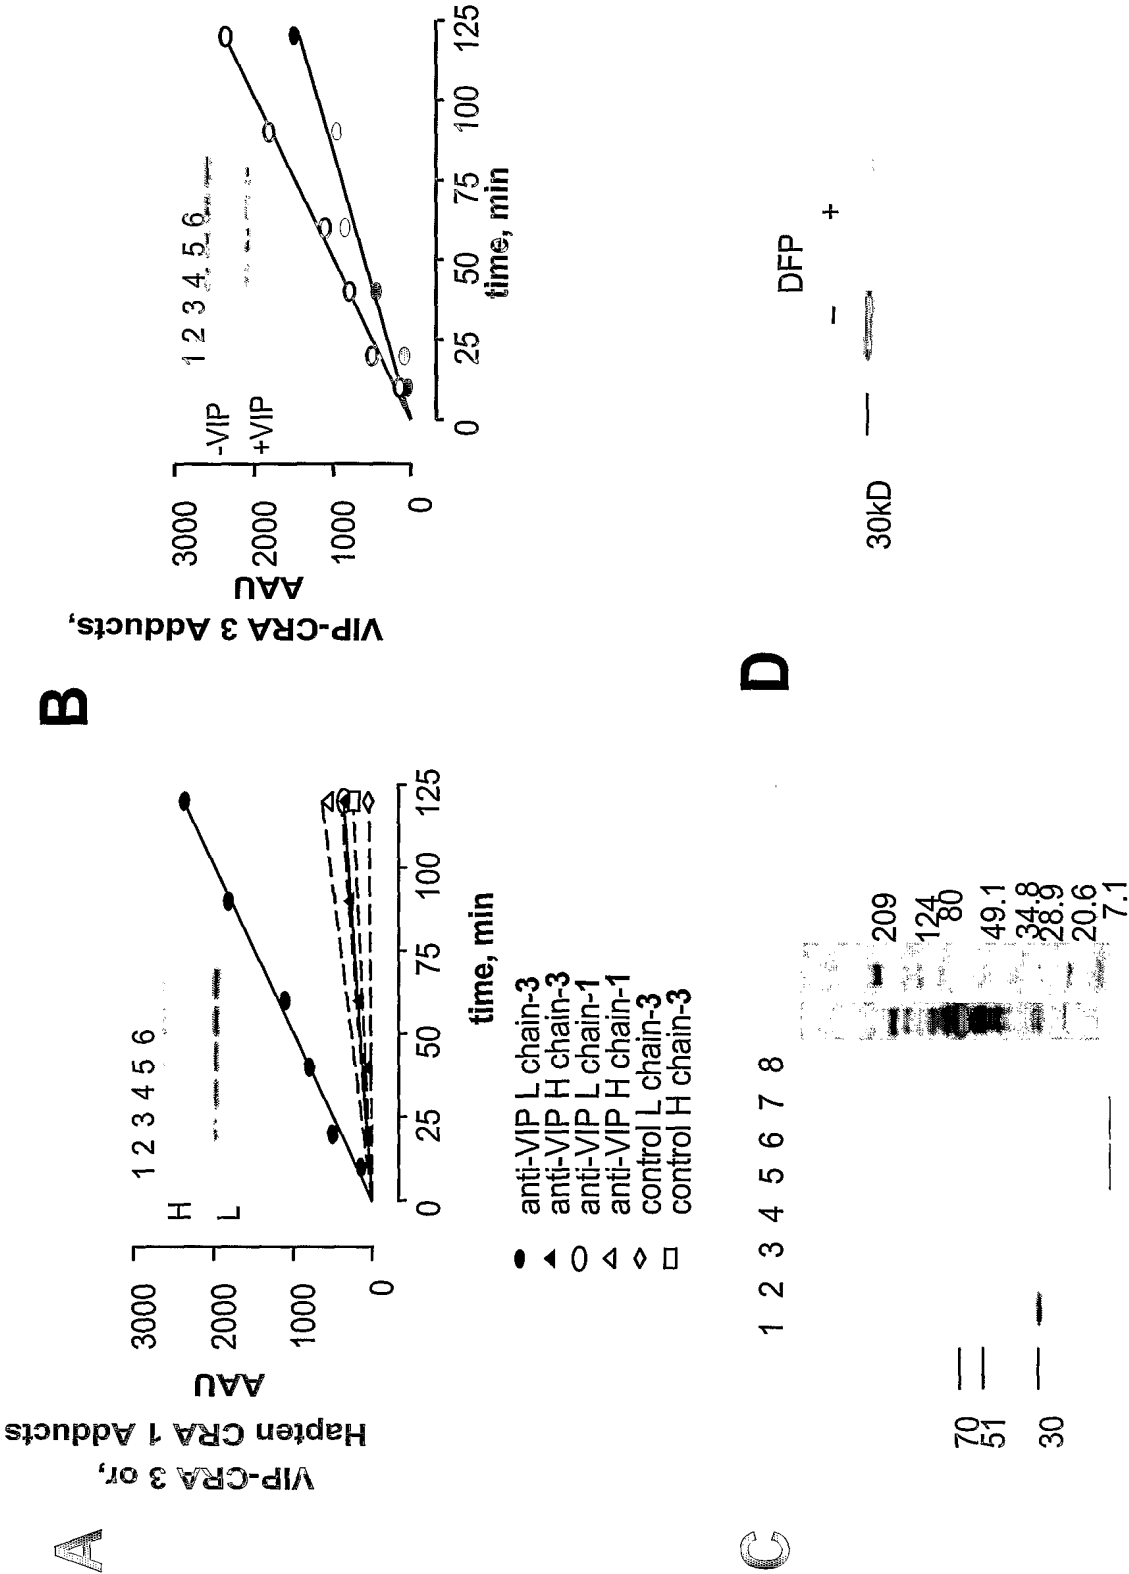 A
VIP-CRA 3 or,
Hapten CRA 1 Adducts
AAU
3000
2000
1000
0
H
L
1 2 3 4 5 6
0
25
50
75
100
125
time, min
anti-VIP L chain-3
anti-VIP H chain-3
anti-VIP L chain-1
anti-VIP H chain-1
control L chain-3
control H chain-3
B
VIP-CRA 3 Adducts,
AAU
3000
2000
1000
0
-VIP
+VIP
1 2 3 4 5 6
0
25
50
75
100
125
time, min
C
1 2 3 4 5 6 7 8
70
51
30
209
124
80
49.1
34.8
28.9
20.6
7.1
D
DFP
− +
30kD